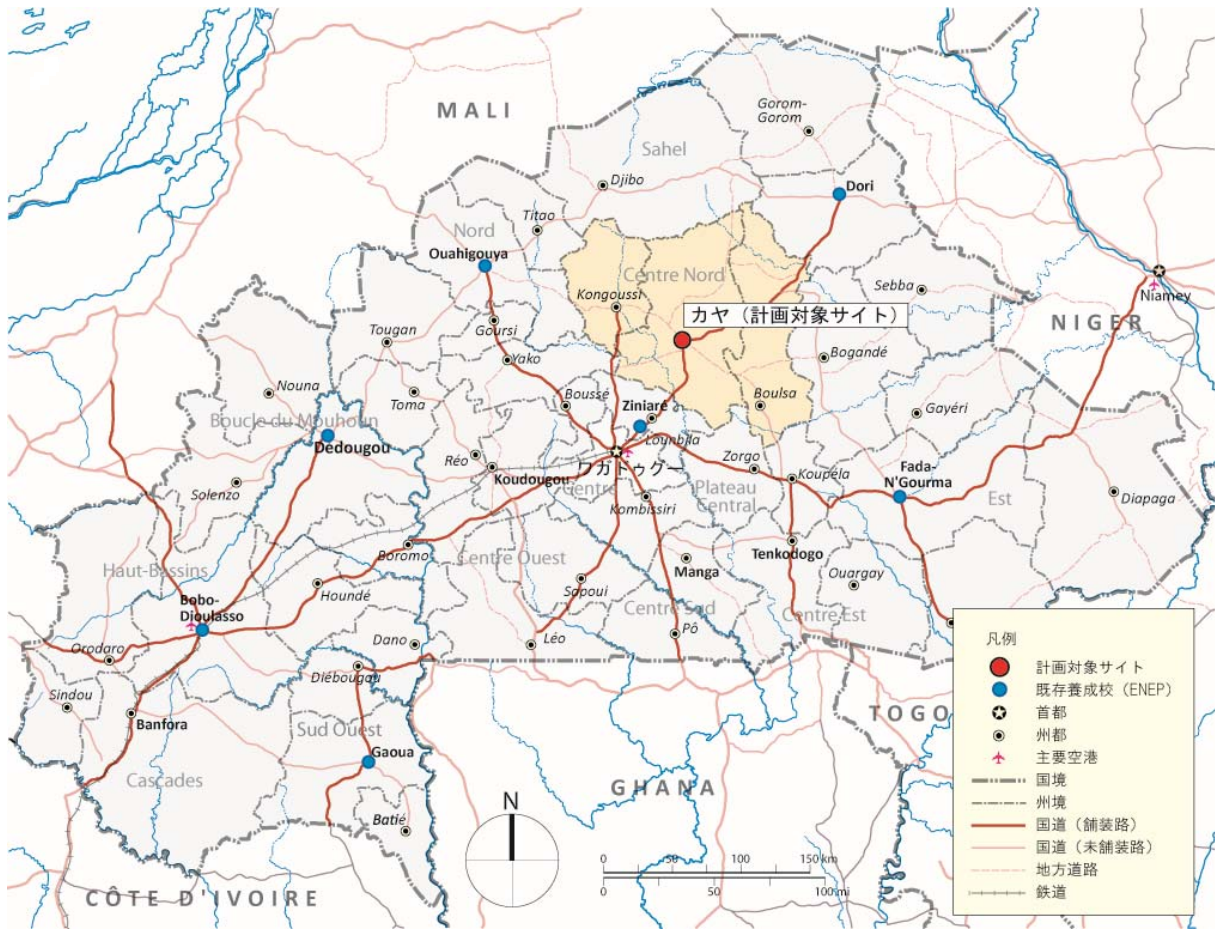 MALI
Gorom-
Gorom
Sahel
Djibo
Dori
Titao
Nord
Ouahigouya
Centre Nord
Kongoussi
Sebba
Niamey
カヤ（計画対象サイト）
NIGER
Goursi
Tougan
Yako
Bogandé
Nouna
Toma
Boussé
Boulsa
Gayéri
Ziniaré
Boucle du Mouhoun
Dédougou
Lounbila
Réo
ワガトゥグー
Zorgo
Koudougou
Centre
Koupéla
Fada-
N'Gourma
Solenzo
Plateau
Central
Est
Diapaga
Kombissiri
Boromo
Centre Ouest
Tenkodogo
Haut-Bassins
Manga
Houndé
Sapoui
Ouargay
Bobo-
Dioulasso
Centre Sud
Centre Est
Dano
Léo
Pô
Orodaro
Diébougau
Sindou
Banfora
Sud Ouest
Gaoua
TOGO
Cascades
GHANA
Batié
N
0 50 100 150 km
0 50 100 mi
CÔTE D'IVOIRE
凡例
計画対象サイト
既存養成校（ENEP）
首都
州都
主要空港
国境
州境
国道（舗装路）
国道（未舗装路）
地方道路
鉄道